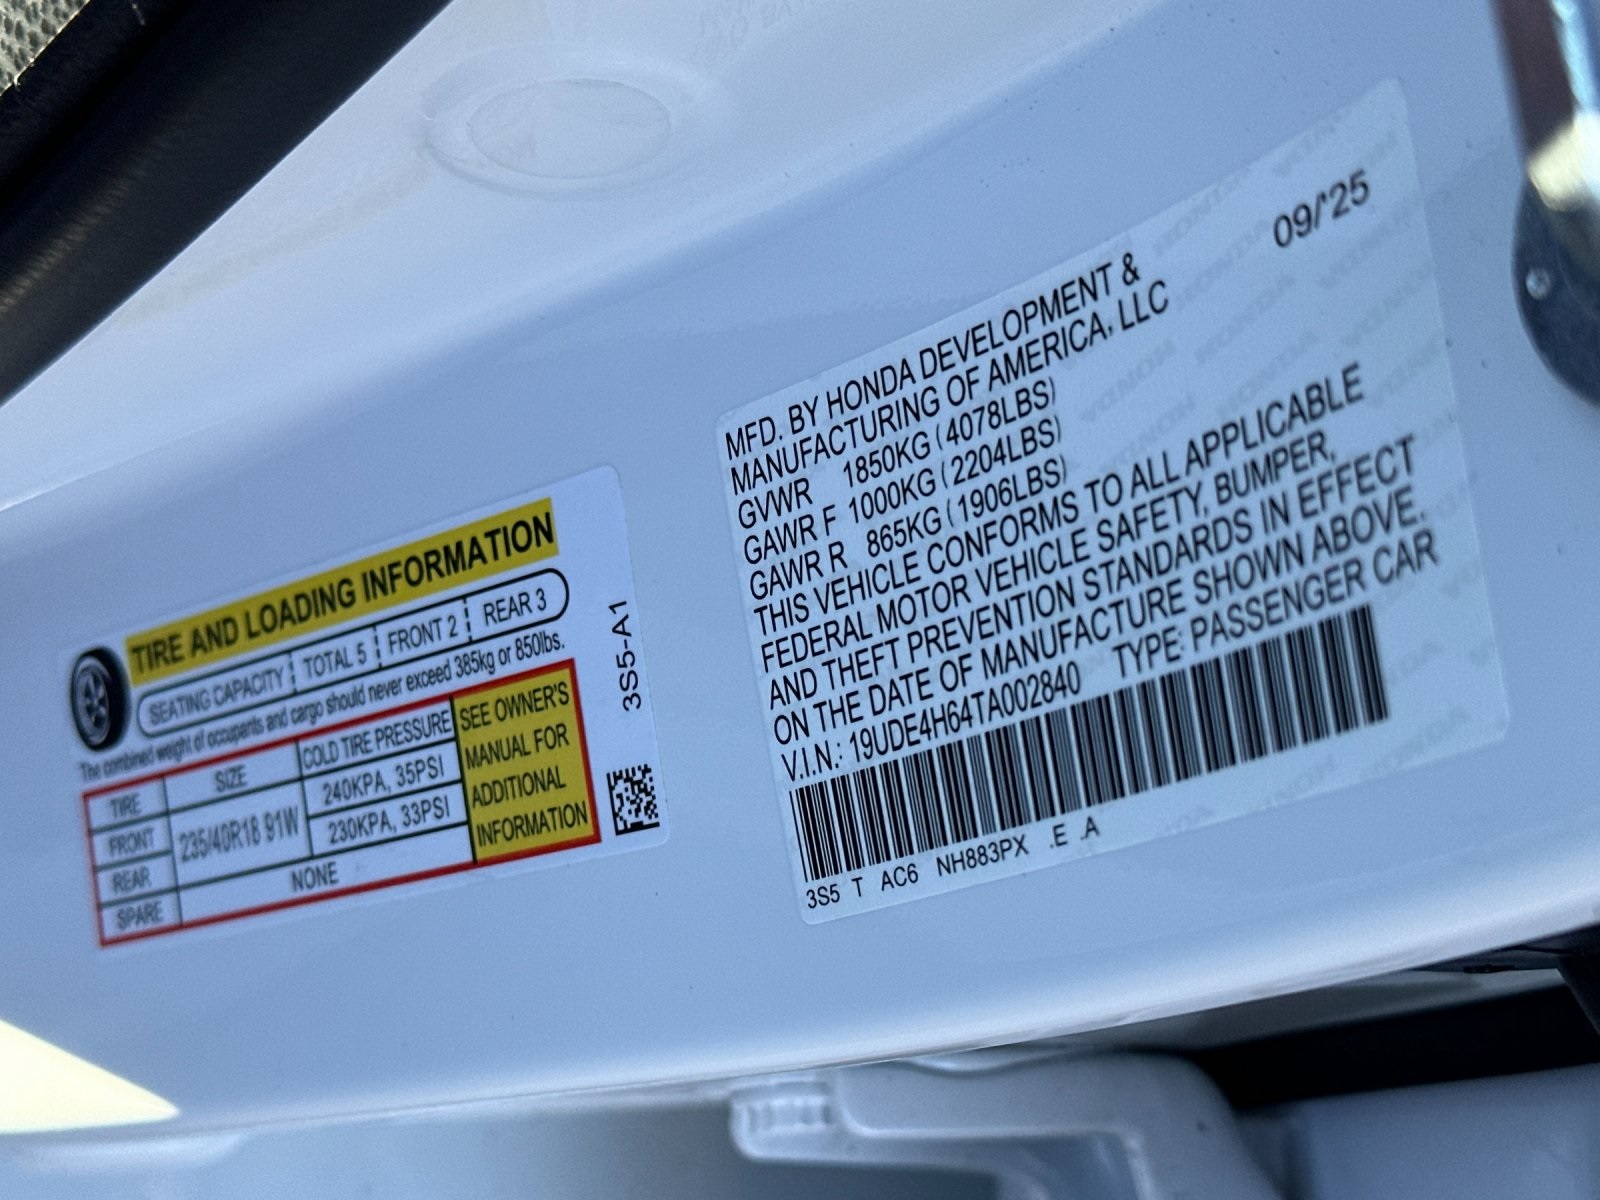 TIRE AND LOADING INFORMATION
SEATING CAPACITY TOTAL 5 FRONT 2 REAR 3
The combined weight of occupants and cargo should never exceed 385kg or 850lbs.
TIRE SIZE COLD TIRE PRESSURE
FRONT 235/40R18 91W 240KPA, 35PSI
REAR 230KPA, 33PSI
SPARE NONE
SEE OWNER'S
MANUAL FOR
ADDITIONAL
INFORMATION
3S5-A1
09/'25
MFD. BY HONDA DEVELOPMENT &
MANUFACTURING OF AMERICA, LLC
GVWR 1850KG (4078LBS)
GAWR F 1000KG (2204LBS)
GAWR R 865KG (1906LBS)
THIS VEHICLE CONFORMS TO ALL APPLICABLE
FEDERAL MOTOR VEHICLE SAFETY, BUMPER,
AND THEFT PREVENTION STANDARDS IN EFFECT
ON THE DATE OF MANUFACTURE SHOWN ABOVE.
V.I.N.: 19UDE4H64TA002840 TYPE: PASSENGER CAR
3S5 T AC6 NH883PX .E .A